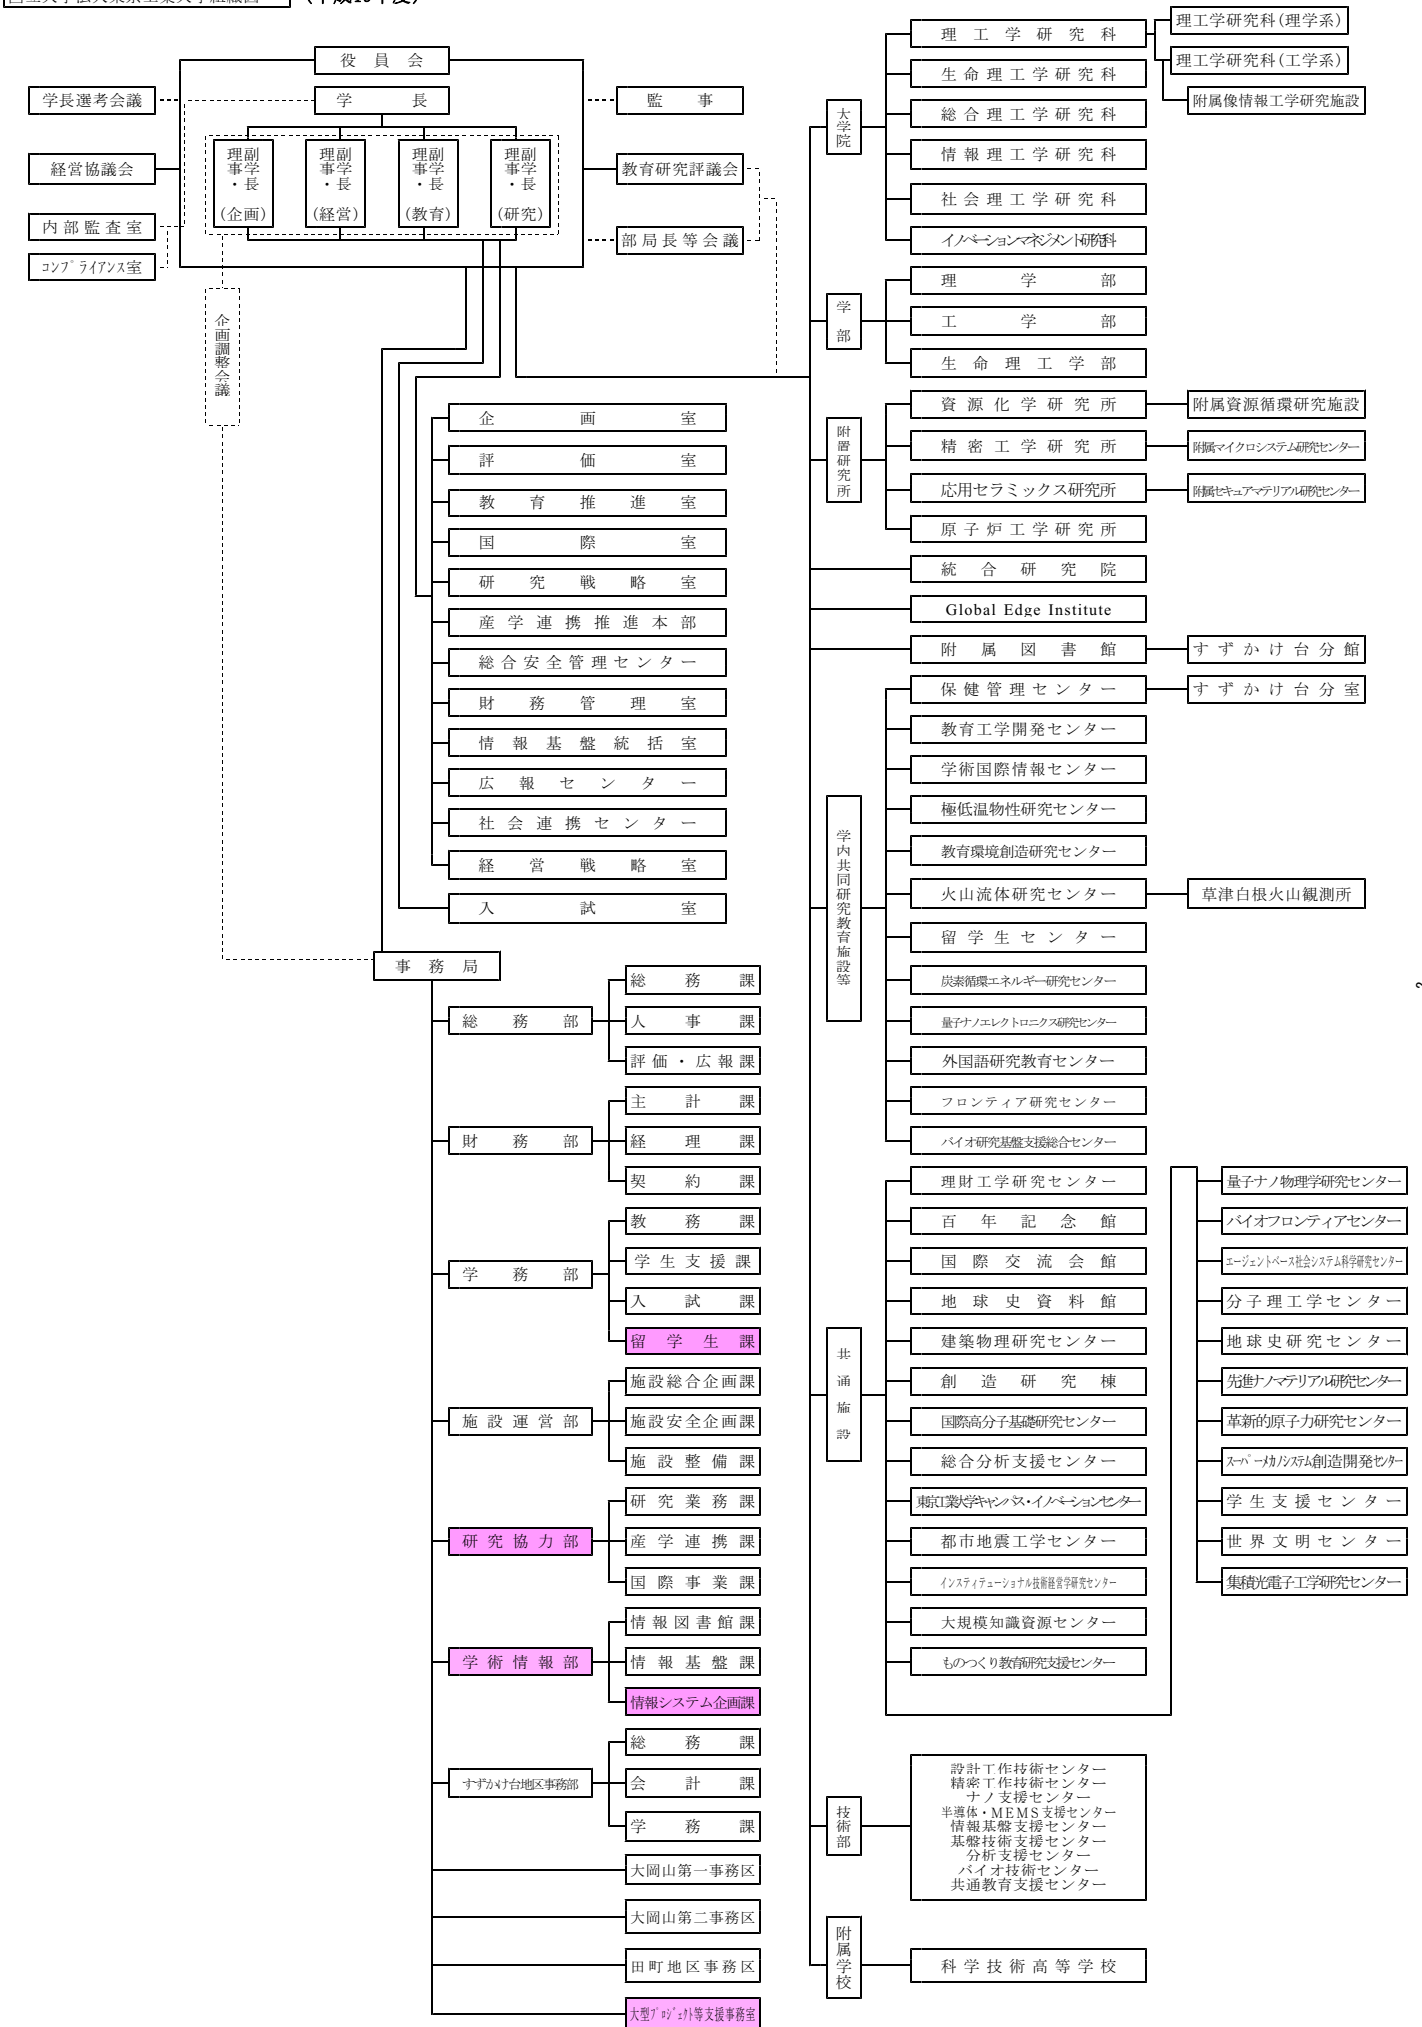 役員会
学長
学長選考会議
監事
経営協議会
教育研究評議会
内部監査室
部局長等会議
コンプライアンス室
理事・副学長(企画)
理事・副学長(経営)
理事・副学長(教育)
理事・副学長(研究)
企画調整会議
企画室
評価室
教育推進室
国際室
研究戦略室
産学連携推進本部
総合安全管理センター
財務管理室
情報基盤統括室
広報センター
社会連携センター
経営戦略室
入試室
事務局
総務部
総務課
人事課
評価・広報課
財務部
主計課
経理課
契約課
学務部
教務課
学生支援課
入試課
留学生課
施設運営部
施設総合企画課
施設安全企画課
施設整備課
研究協力部
研究業務課
産学連携課
国際事業課
学術情報部
情報図書館課
情報基盤課
情報システム企画課
すずかけ台地区事務部
総務課
会計課
学務課
大岡山第一事務区
大岡山第二事務区
田町地区事務区
大型プロジェクト等支援事務室
大学院
理工学研究科
理工学研究科(理学系)
理工学研究科(工学系)
附属像情報工学研究施設
生命理工学研究科
総合理工学研究科
情報理工学研究科
社会理工学研究科
イノベーションマネジメント研究科
学部
理学部
工学部
生命理工学部
附置研究所
資源化学研究所
附属資源循環研究施設
精密工学研究所
附属マイクロシステム研究センター
応用セラミックス研究所
附属セキュアマテリアル研究センター
原子炉工学研究所
統合研究院
Global Edge Institute
附属図書館
すずかけ台分館
学内共同研究教育施設等
保健管理センター
すずかけ台分室
教育工学開発センター
学術国際情報センター
極低温物性研究センター
教育環境創造研究センター
火山流体研究センター
草津白根火山観測所
留学生センター
炭素循環エネルギー研究センター
量子ナノエレクトロニクス研究センター
外国語研究教育センター
フロンティア研究センター
バイオ研究基盤支援総合センター
共通施設
理財工学研究センター
百年記念館
国際交流会館
地球史資料館
建築物理研究センター
創造研究棟
国際高分子基礎研究センター
総合分析支援センター
東京工業大学キャンパス・イノベーションセンター
都市地震工学センター
インスティテューショナル技術経営学研究センター
大規模知識資源センター
ものつくり教育研究支援センター
量子ナノ物理学研究センター
バイオフロンティアセンター
エージェントベース社会システム科学研究センター
分子理工学センター
地球史研究センター
先進ナノマテリアル研究センター
革新的原子力研究センター
スーパーメカノシステム創造開発センター
学生支援センター
世界文明センター
集積光電子工学研究センター
技術部
設計工作技術センター
精密工作技術センター
ナノ支援センター
半導体・MEMS支援センター
情報基盤支援センター
基盤技術支援センター
分析支援センター
バイオ技術センター
共通教育支援センター
附属学校
科学技術高等学校